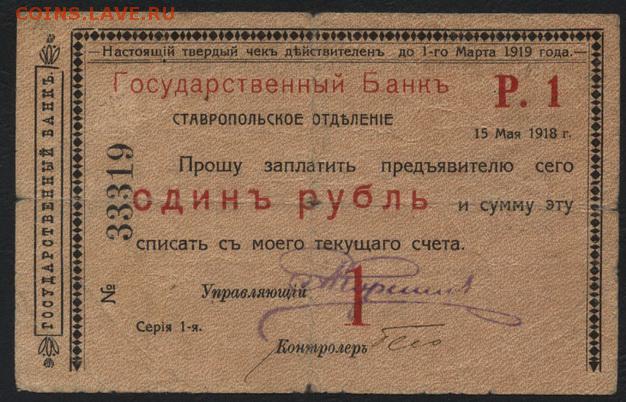 COINS.LAVE.RU
—Настоящій твердый чекъ дѣйствителенъ до 1-го Марта 1919 года.—
Государственный Банкъ
Р. 1
СТАВРОПОЛЬСКОЕ ОТДѢЛЕНІЕ
15 Мая 1918 г.
Прошу заплатить предъявителю сего
одинъ рубль и сумму эту
списать съ моего текущаго счета.
Управляющій
1
Серія 1-я.
Контролеръ
ГОСУДАРСТВЕННЫЙ БАНКЪ.
№ 33319